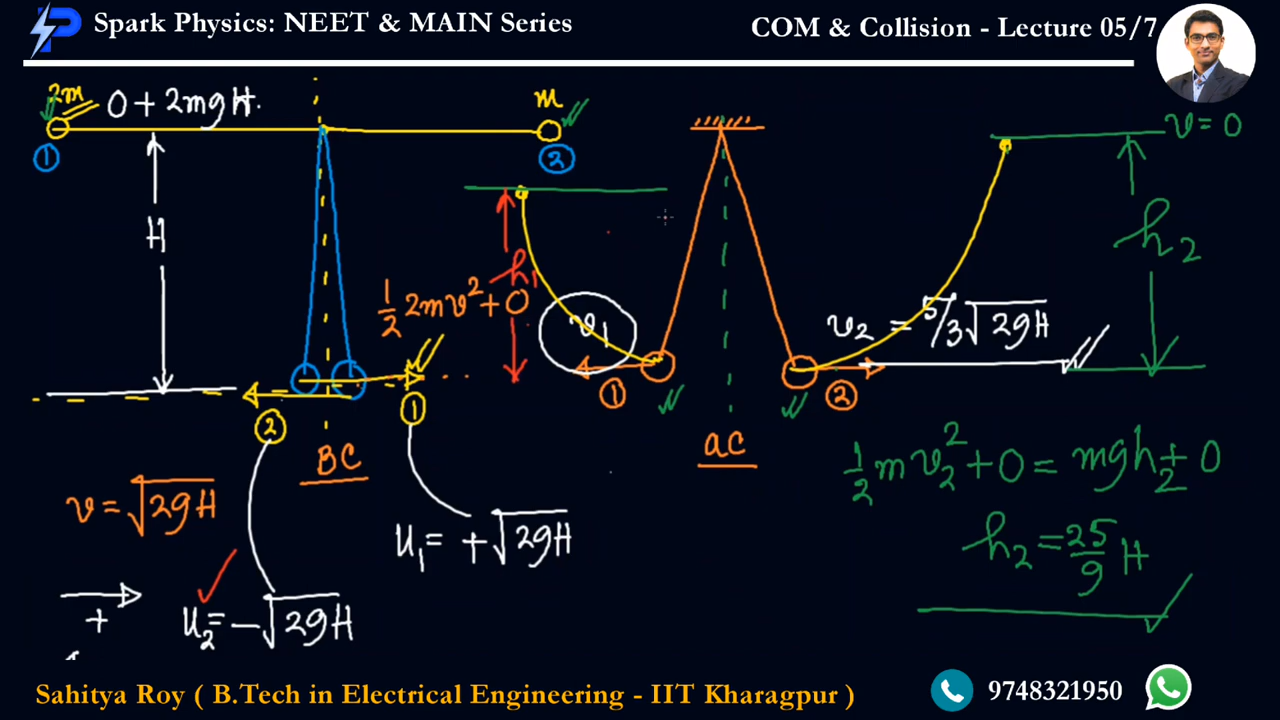 Spark Physics: NEET & MAIN Series
COM & Collision - Lecture 05/7
2m
0 + 2mgH.
m
v = 0
1
2
H
h₁
h₂
½ 2mv² + 0
v₁
v₂ = 5/3 √2gH
1
2
2
1
BC
aC
½ m v₂² + 0 = mgh₂ + 0
v = √2gH
u₁ = + √2gH
h₂ = 25/9 H
+
u₂ = - √2gH
Sahitya Roy ( B.Tech in Electrical Engineering - IIT Kharagpur )
9748321950